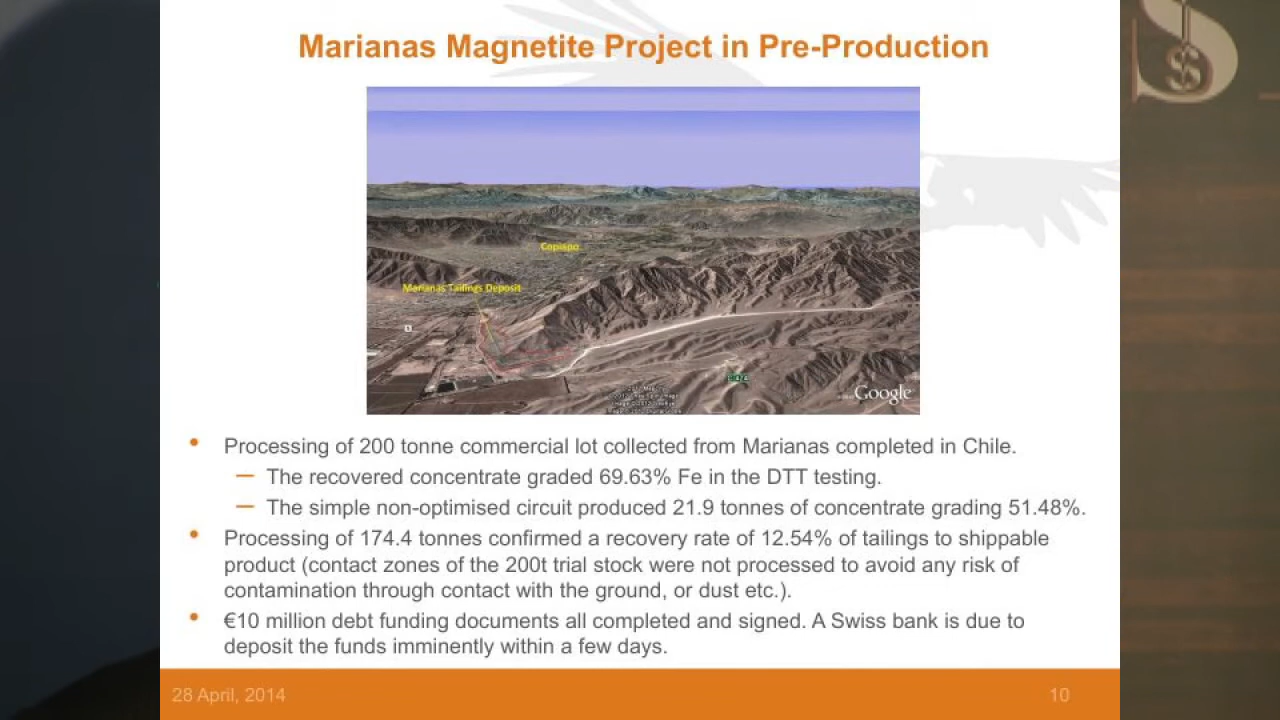 Marianas Magnetite Project in Pre-Production
Copiapo
Marianas Tailings Deposit
Google
• Processing of 200 tonne commercial lot collected from Marianas completed in Chile.
— The recovered concentrate graded 69.63% Fe in the DTT testing.
— The simple non-optimised circuit produced 21.9 tonnes of concentrate grading 51.48%.
• Processing of 174.4 tonnes confirmed a recovery rate of 12.54% of tailings to shippable
product (contact zones of the 200t trial stock were not processed to avoid any risk of
contamination through contact with the ground, or dust etc.).
• €10 million debt funding documents all completed and signed. A Swiss bank is due to
deposit the funds imminently within a few days.
28 April, 2014
10
$